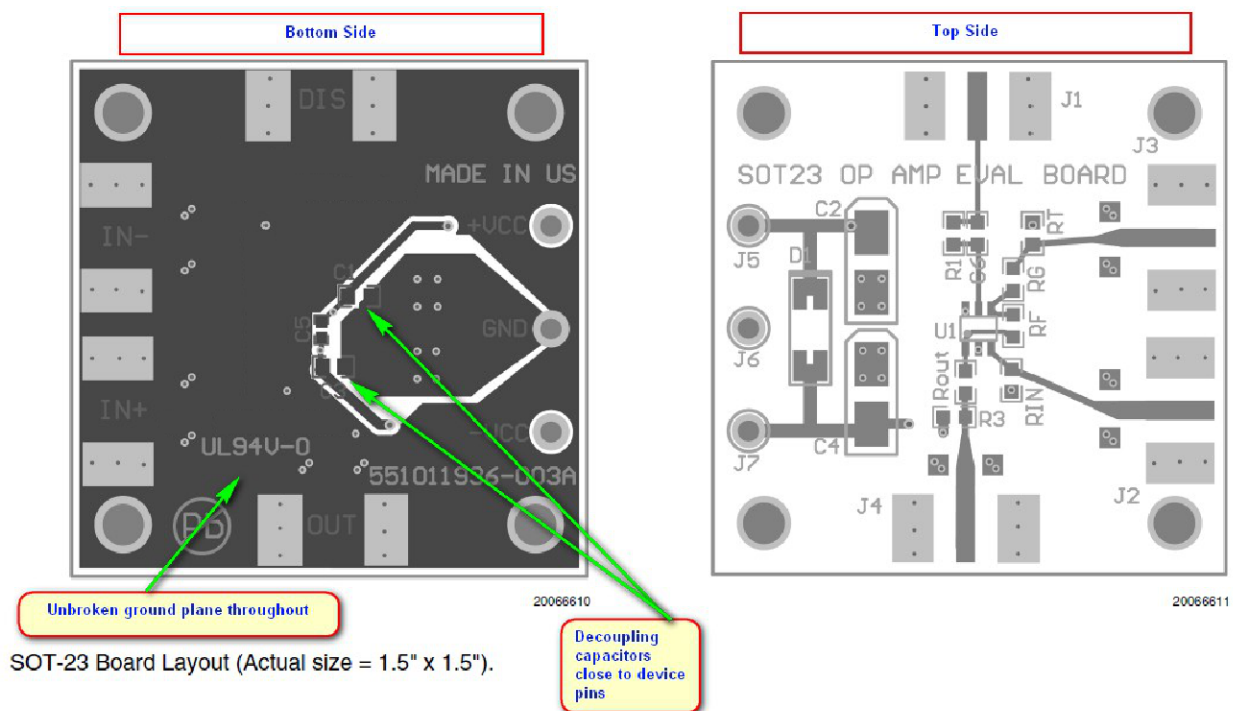 Bottom Side
DIS
MADE IN US
+VCC
IN-
C1
C5
GND
C3
IN+
-VCC
UL94V-0
551011936-003A
OUT
Unbroken ground plane throughout
20066610
Decoupling
capacitors
close to device
pins
SOT-23 Board Layout (Actual size = 1.5" x 1.5").
Top Side
J1
J3
SOT23 OP AMP EVAL BOARD
C2
RT
J5
D1
R1
C6
RG
U1
RF
J6
Rout
RIN
R3
J7
C4
J4
J2
20066611